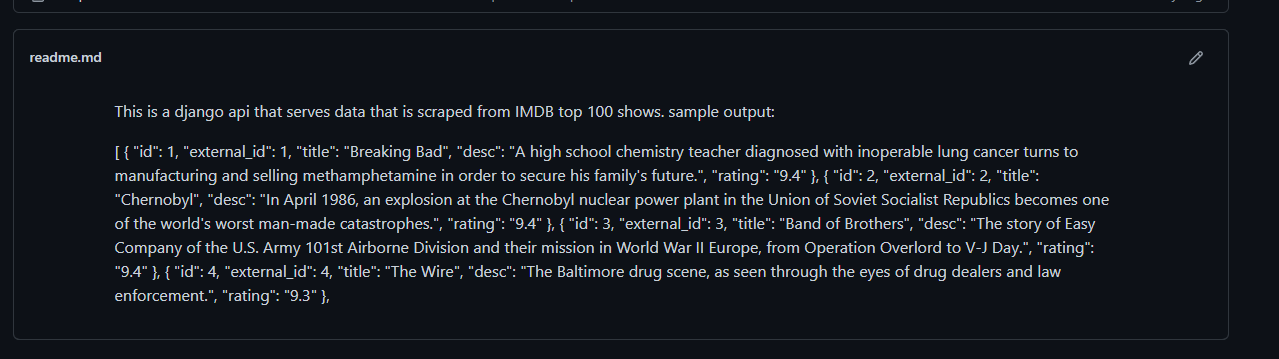 readme.md
This is a django api that serves data that is scraped from IMDB top 100 shows. sample output:
[ { "id": 1, "external_id": 1, "title": "Breaking Bad", "desc": "A high school chemistry teacher diagnosed with inoperable lung cancer turns to
manufacturing and selling methamphetamine in order to secure his family's future.", "rating": "9.4" }, { "id": 2, "external_id": 2, "title":
"Chernobyl", "desc": "In April 1986, an explosion at the Chernobyl nuclear power plant in the Union of Soviet Socialist Republics becomes one
of the world's worst man-made catastrophes.", "rating": "9.4" }, { "id": 3, "external_id": 3, "title": "Band of Brothers", "desc": "The story of Easy
Company of the U.S. Army 101st Airborne Division and their mission in World War II Europe, from Operation Overlord to V-J Day.", "rating":
"9.4" }, { "id": 4, "external_id": 4, "title": "The Wire", "desc": "The Baltimore drug scene, as seen through the eyes of drug dealers and law
enforcement.", "rating": "9.3" },